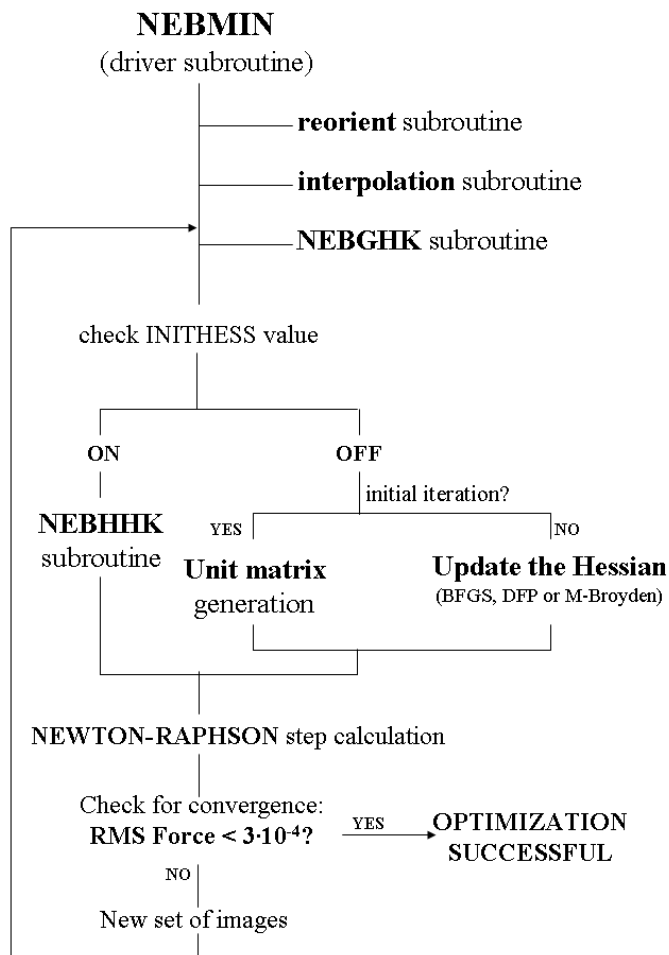 NEBMIN
(driver subroutine)
reorient subroutine
interpolation subroutine
NEBGHK subroutine
check INITHESS value
ON
OFF
initial iteration?
NEBHHK
subroutine
YES
Unit matrix
generation
NO
Update the Hessian
(BFGS, DFP or M-Broyden)
NEWTON-RAPHSON step calculation
Check for convergence:
RMS Force < 3·10⁻⁴?
YES
OPTIMIZATION
SUCCESSFUL
NO
New set of images